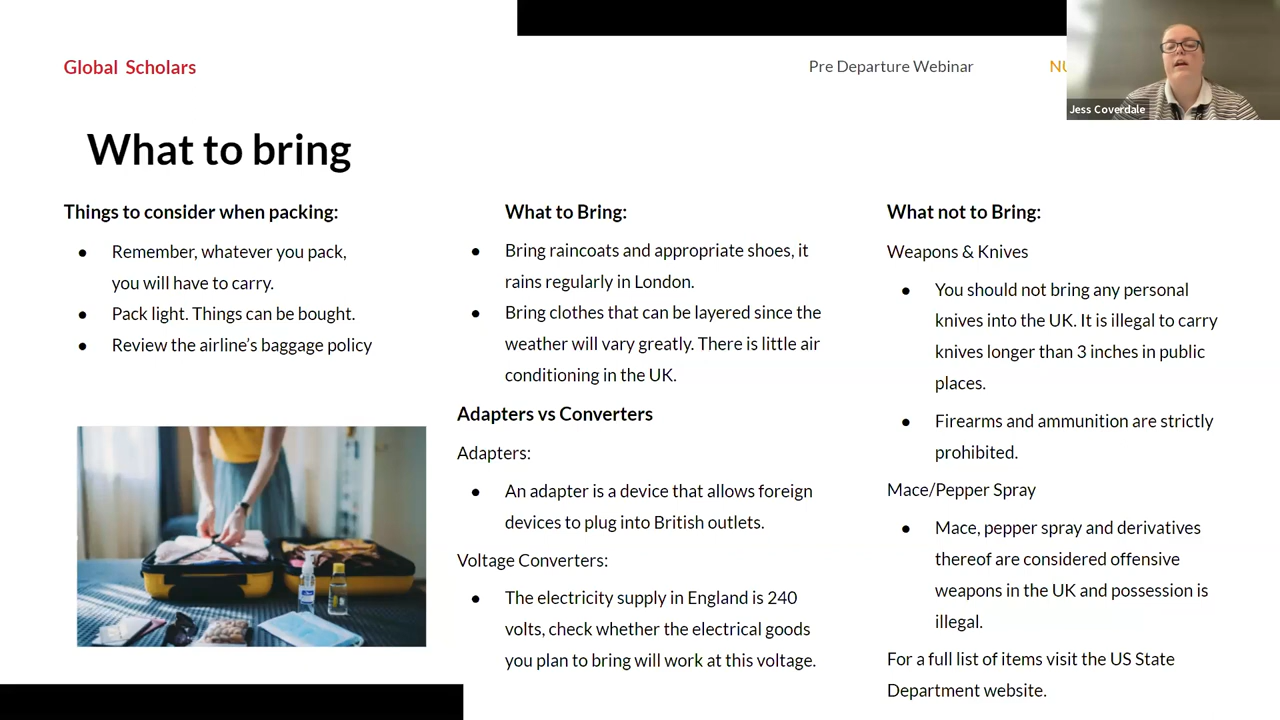 Global Scholars
Pre Departure Webinar
NU
Jess Coverdale
What to bring
Things to consider when packing:
● Remember, whatever you pack,
you will have to carry.
● Pack light. Things can be bought.
● Review the airline's baggage policy
What to Bring:
● Bring raincoats and appropriate shoes, it
rains regularly in London.
● Bring clothes that can be layered since the
weather will vary greatly. There is little air
conditioning in the UK.
Adapters vs Converters
Adapters:
● An adapter is a device that allows foreign
devices to plug into British outlets.
Voltage Converters:
● The electricity supply in England is 240
volts, check whether the electrical goods
you plan to bring will work at this voltage.
What not to Bring:
Weapons & Knives
● You should not bring any personal
knives into the UK. It is illegal to carry
knives longer than 3 inches in public
places.
● Firearms and ammunition are strictly
prohibited.
Mace/Pepper Spray
● Mace, pepper spray and derivatives
thereof are considered offensive
weapons in the UK and possession is
illegal.
For a full list of items visit the US State
Department website.